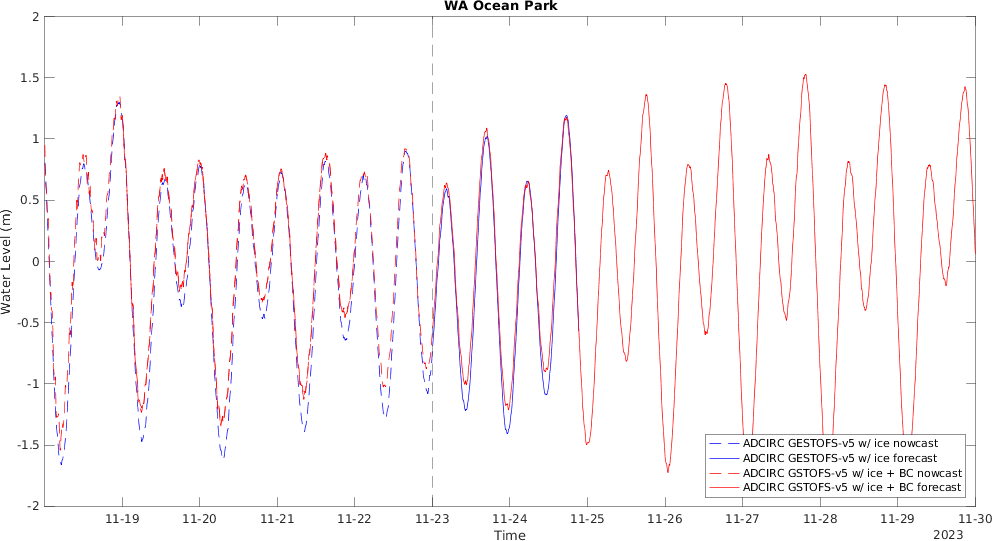 WA Ocean Park
2
1.5
1
0.5
0
-0.5
-1
-1.5
-2
Water Level (m)
11-19 11-20 11-21 11-22 11-23 11-24 11-25 11-26 11-27 11-28 11-29 11-30
Time
2023
ADCIRC GESTOFS-v5 w/ ice nowcast
ADCIRC GESTOFS-v5 w/ ice forecast
ADCIRC GSTOFS-v5 w/ ice + BC nowcast
ADCIRC GSTOFS-v5 w/ ice + BC forecast